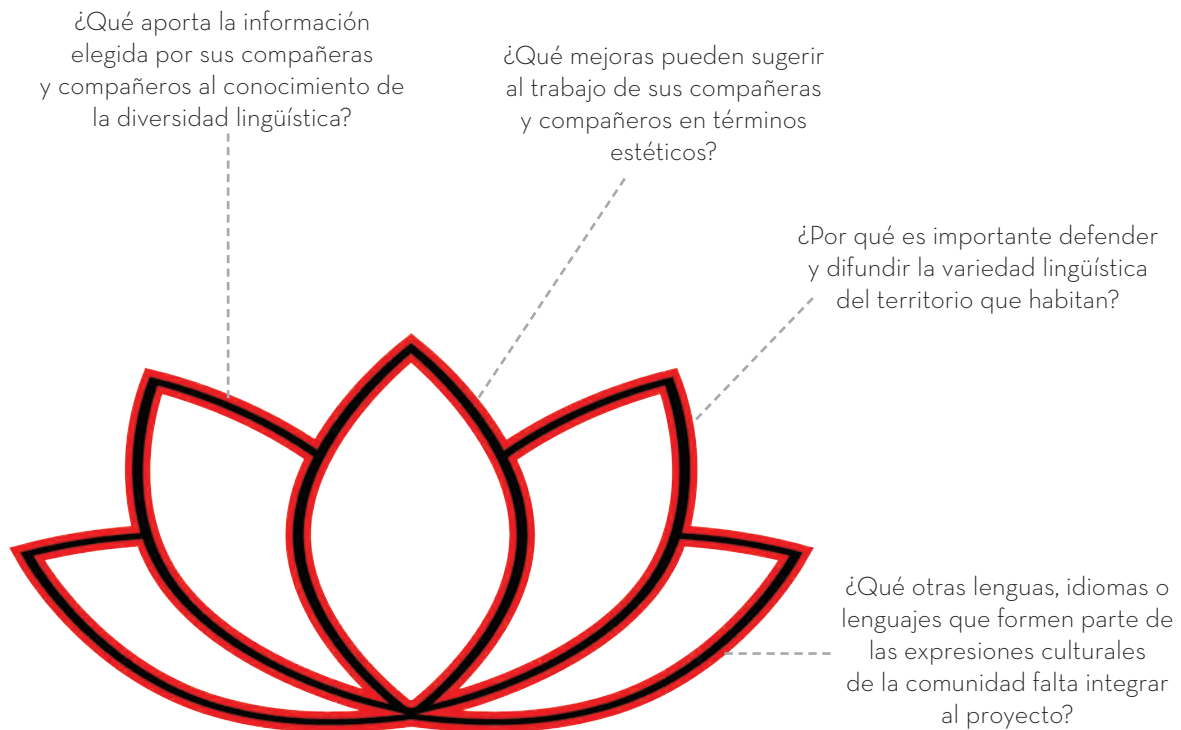 ¿Qué aporta la información
elegida por sus compañeras
y compañeros al conocimiento de
la diversidad lingüística?
¿Qué mejoras pueden sugerir
al trabajo de sus compañeras
y compañeros en términos
estéticos?
¿Por qué es importante defender
y difundir la variedad lingüística
del territorio que habitan?
¿Qué otras lenguas, idiomas o
lenguajes que formen parte de
las expresiones culturales
de la comunidad falta integrar
al proyecto?